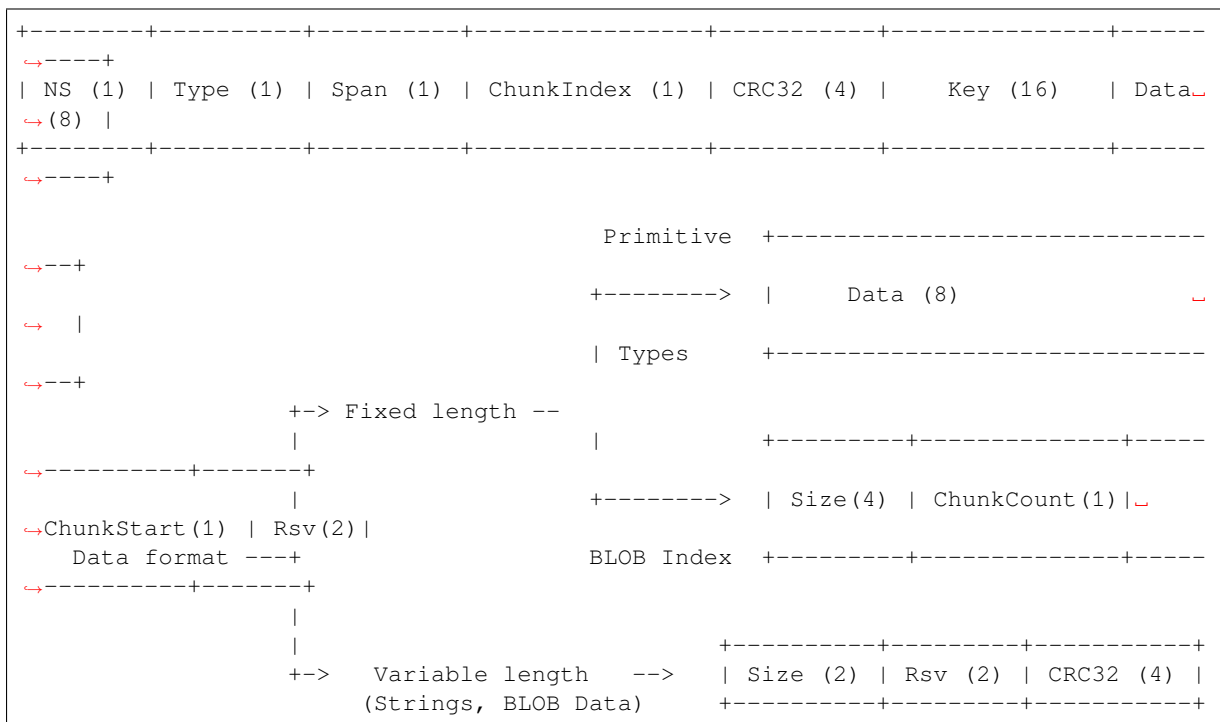 +--------+----------+----------+----------------+-----------+---------------+------
↪----+
| NS (1) | Type (1) | Span (1) | ChunkIndex (1) | CRC32 (4) |    Key (16)   | Data␣
↪(8) |
+--------+----------+----------+----------------+-----------+---------------+------
↪----+
                                         Primitive  +------------------------------
↪--+
                                        +-------->  |     Data (8)                ␣
↪  |
                                        | Types     +------------------------------
↪--+
                   +-> Fixed length --
                   |                    |           +---------+--------------+-----
↪----------+-------+
                   |                    +-------->  | Size(4) | ChunkCount(1)|␣
↪ChunkStart(1) | Rsv(2)|
    Data format ---+                    BLOB Index  +---------+--------------+-----
↪----------+-------+
                   |
                   |                             +----------+---------+-----------+
                   +->   Variable length   -->   | Size (2) | Rsv (2) | CRC32 (4) |
                        (Strings, BLOB Data)     +----------+---------+-----------+